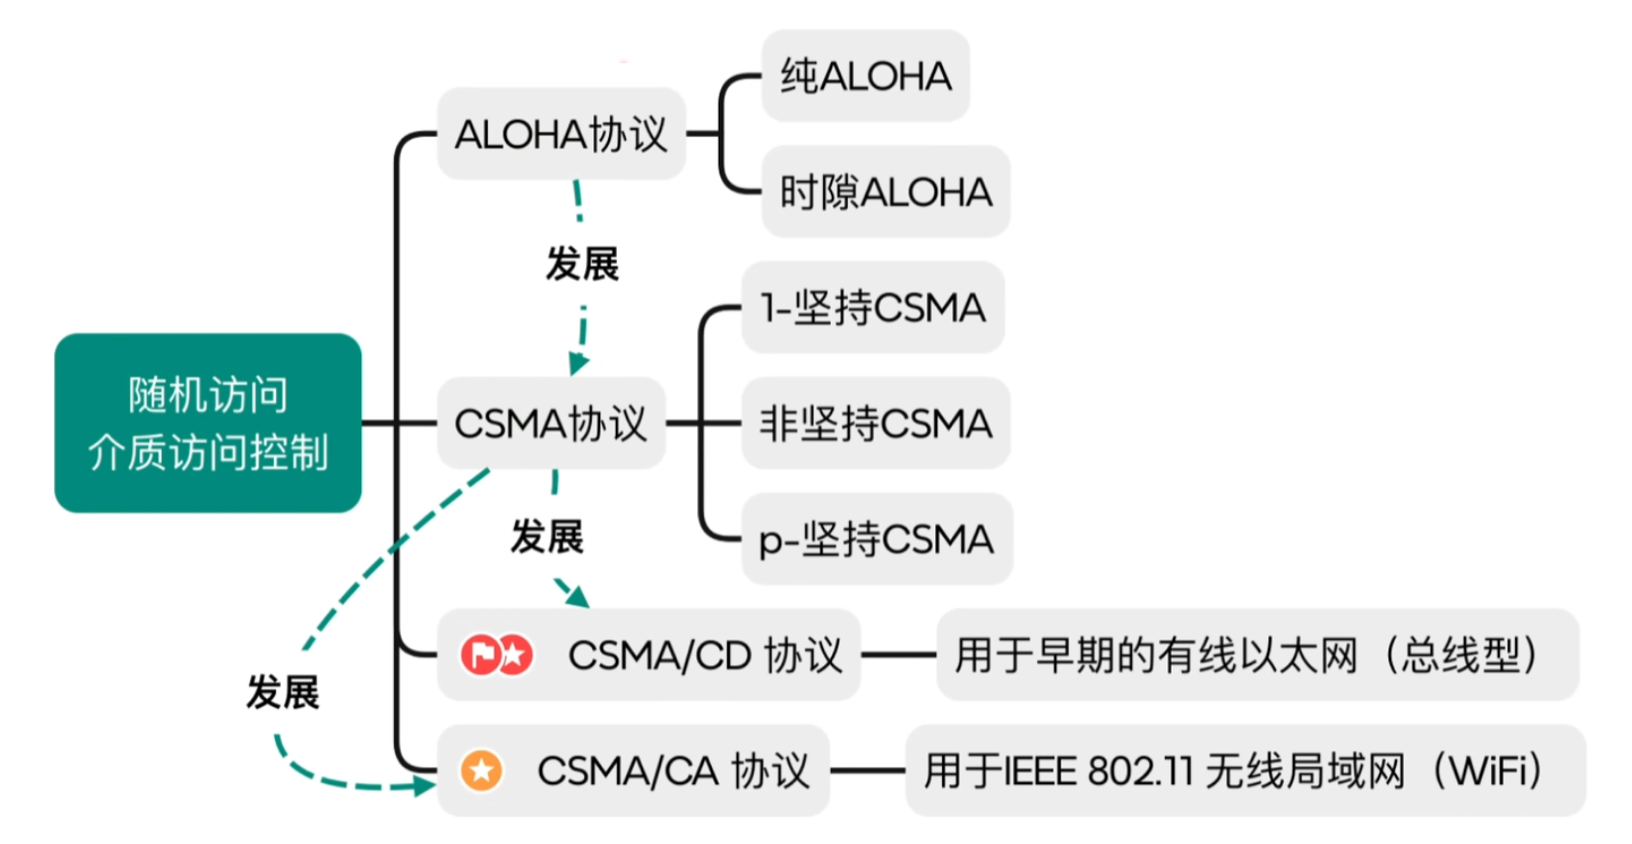 随机访问
介质访问控制
ALOHA协议
纯ALOHA
时隙ALOHA
发展
CSMA协议
1-坚持CSMA
非坚持CSMA
p-坚持CSMA
发展
CSMA/CD 协议
用于早期的有线以太网（总线型）
发展
CSMA/CA 协议
用于IEEE 802.11 无线局域网（WiFi）